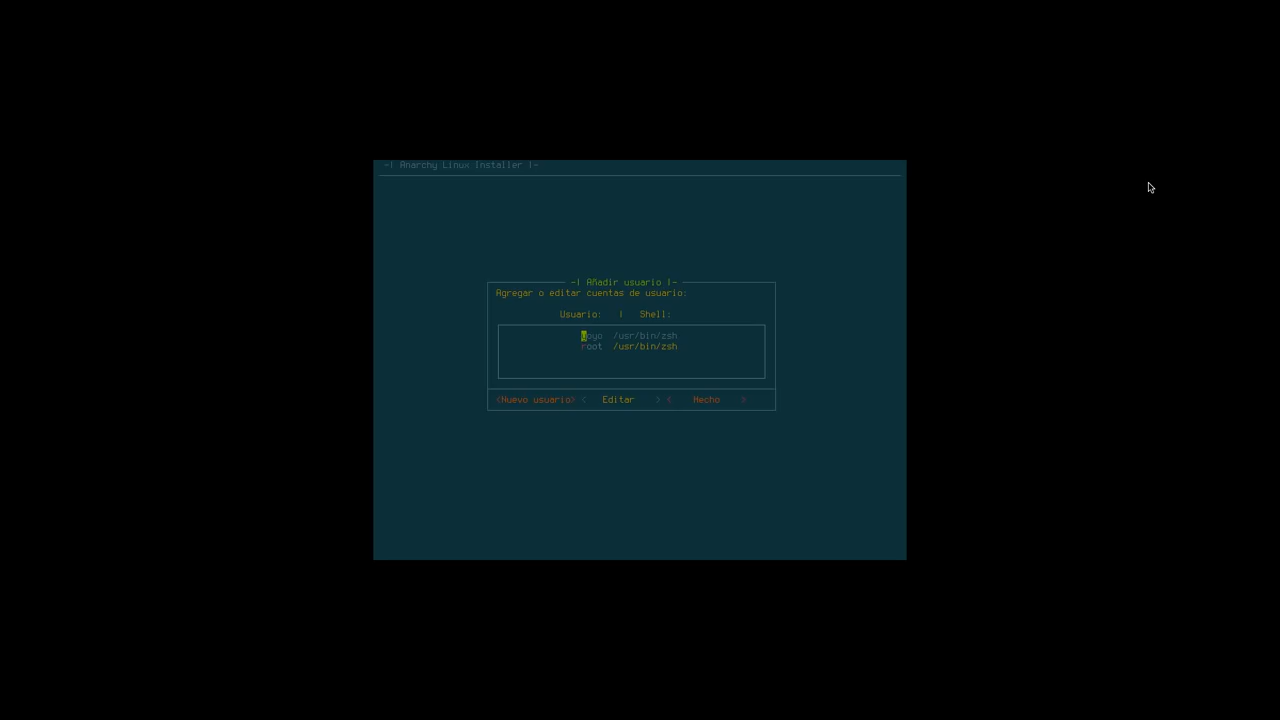 -| Anarchy Linux Installer |-
-| Añadir usuario |-
Agregar o editar cuentas de usuario:
Usuario: | Shell:
/usr/bin/zsh
root /usr/bin/zsh
<Nuevo usuario> < Editar > < Hecho >